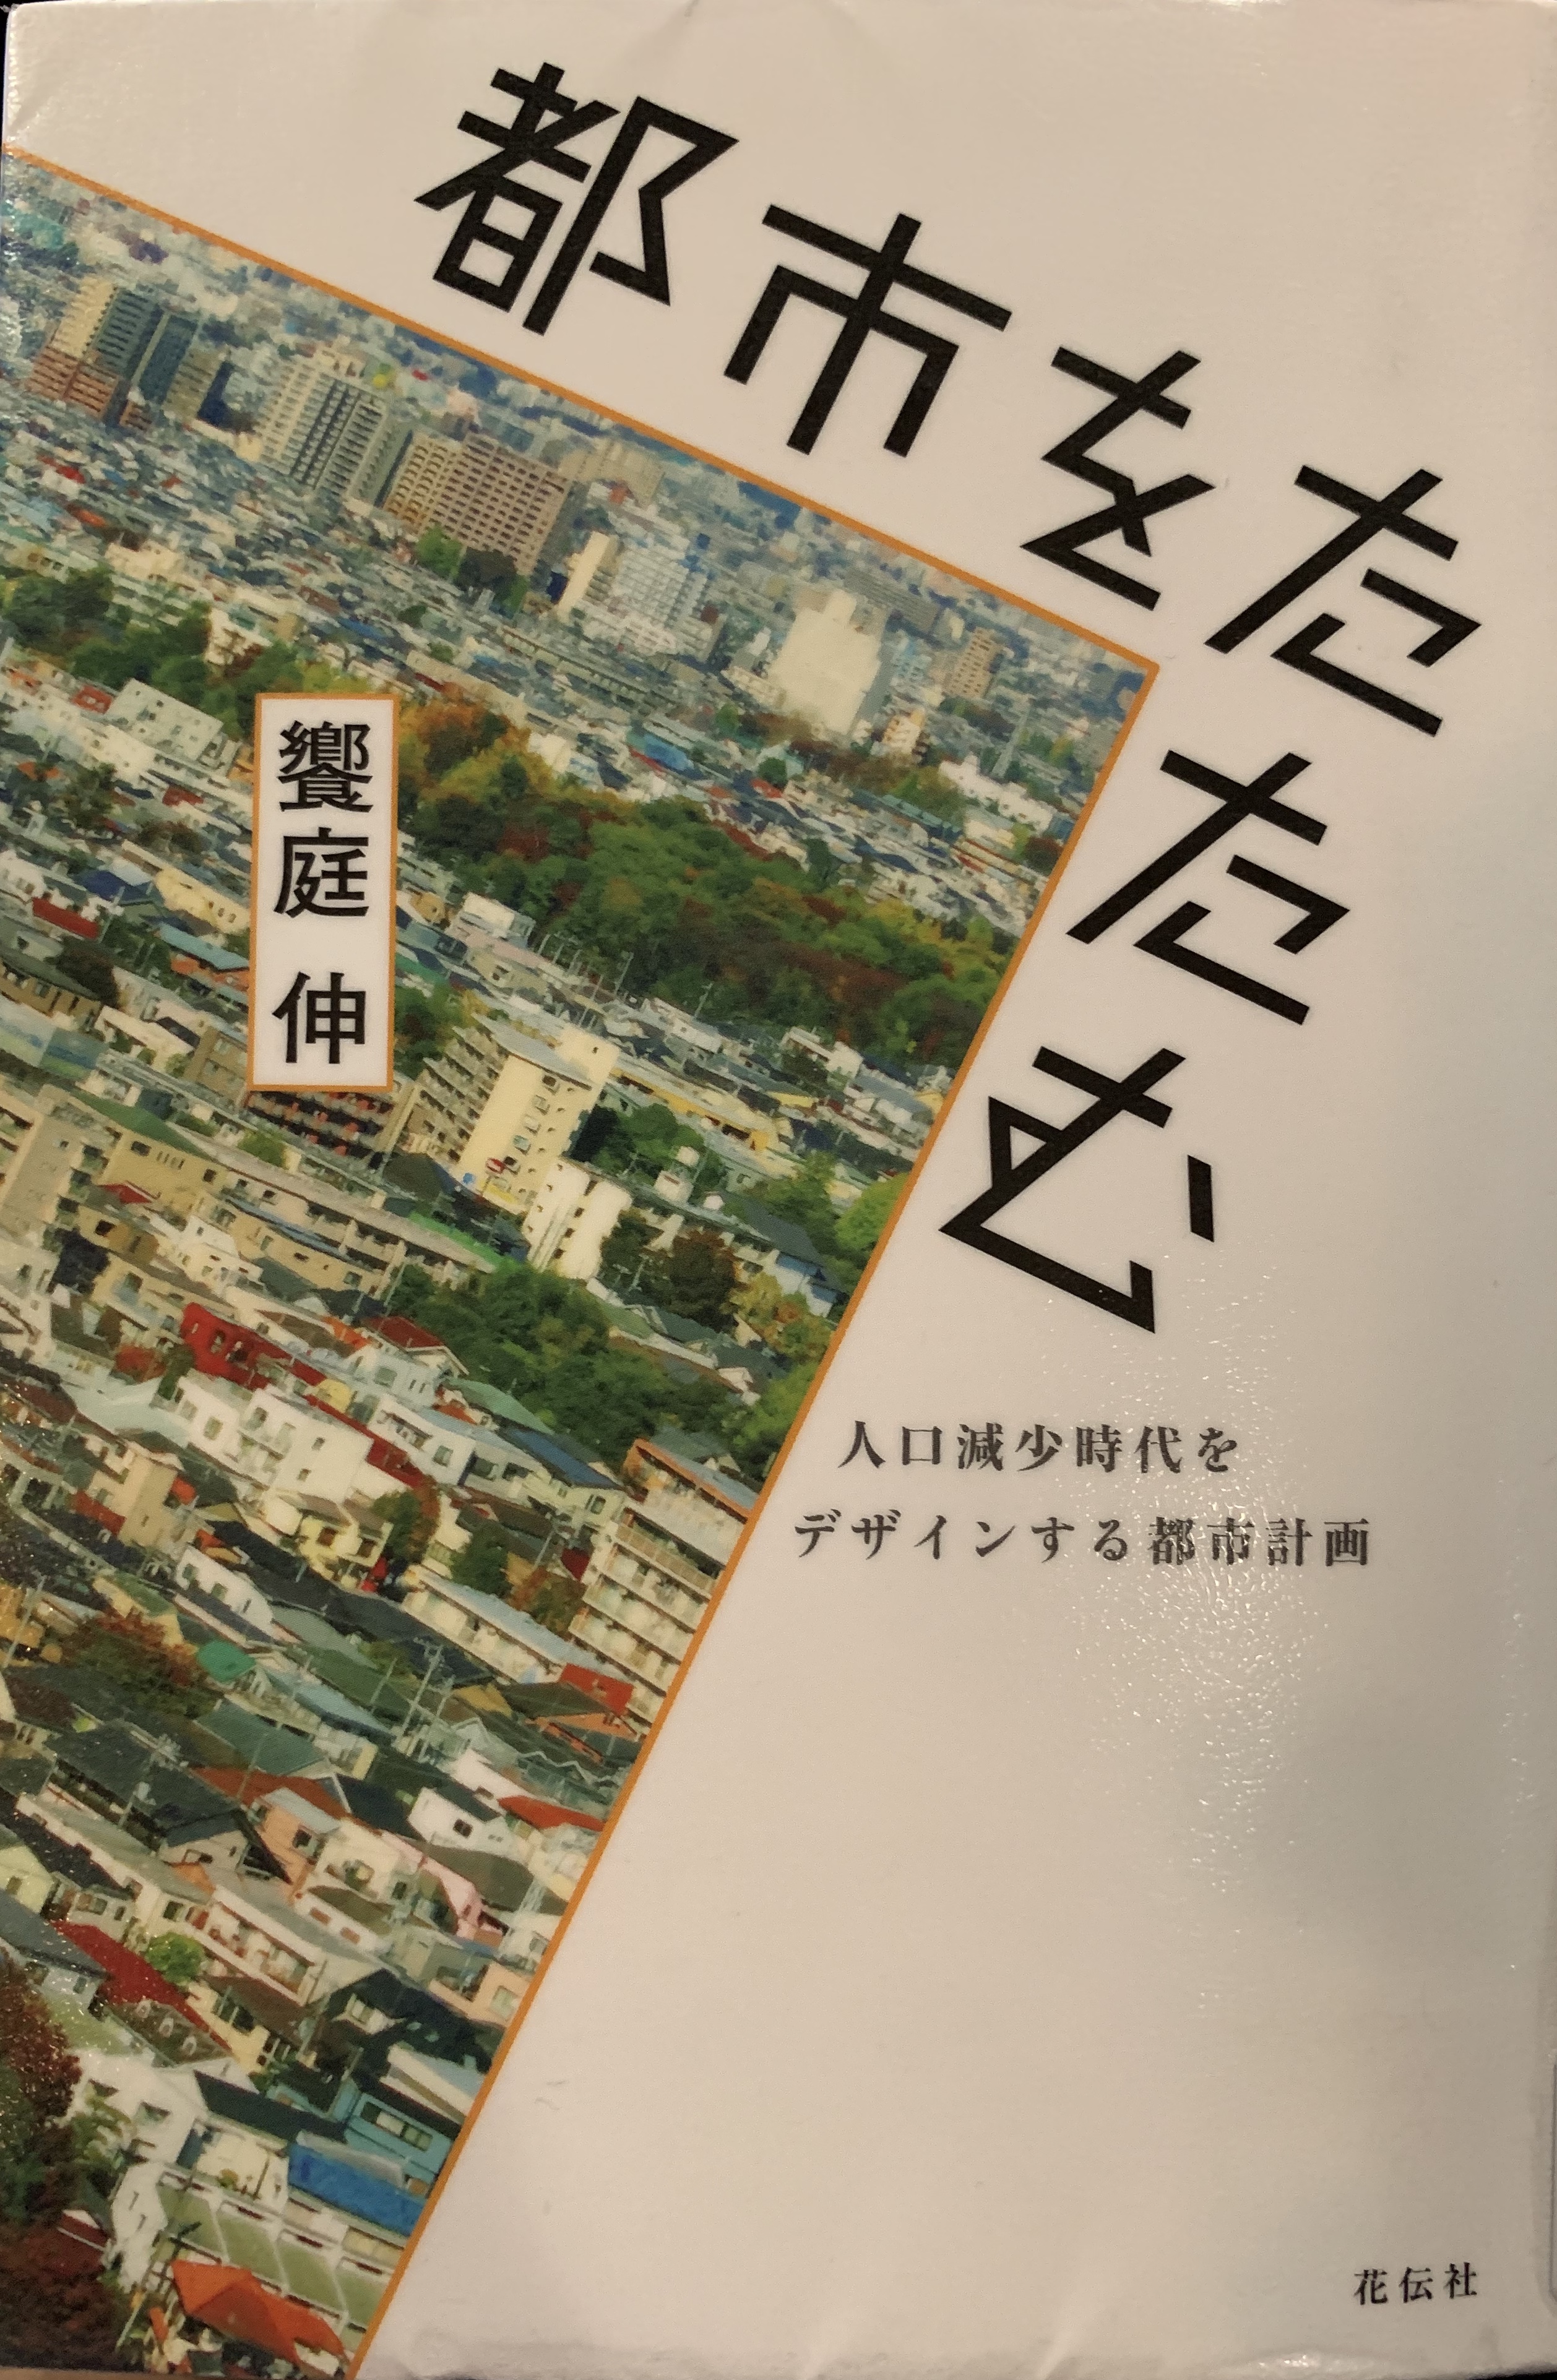 都市をたたむ
饗庭 伸
人口減少時代を
デザインする都市計画
花伝社